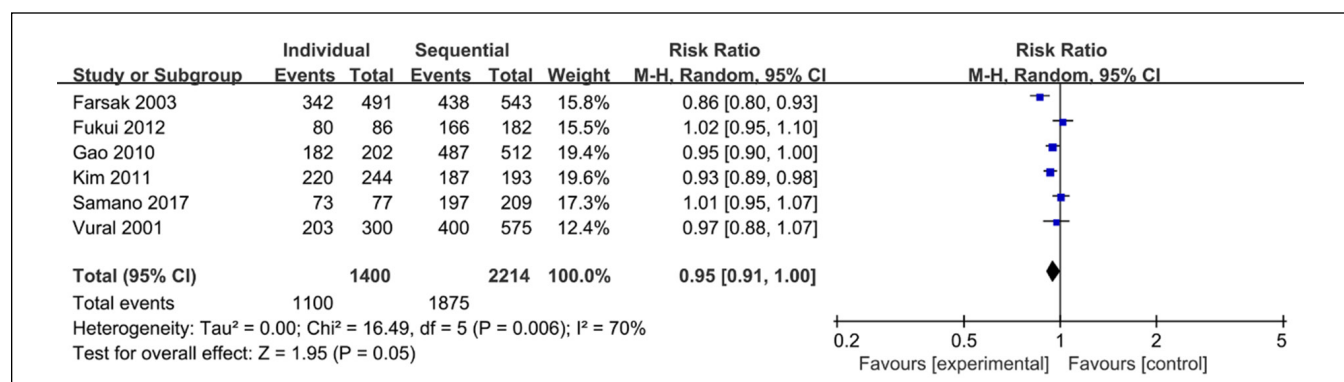 Individual Sequential Risk Ratio Risk Ratio
Study or Subgroup Events Total Events Total Weight M-H, Random, 95% CI M-H, Random, 95% CI
Farsak 2003 342 491 438 543 15.8% 0.86 [0.80, 0.93]
Fukui 2012 80 86 166 182 15.5% 1.02 [0.95, 1.10]
Gao 2010 182 202 487 512 19.4% 0.95 [0.90, 1.00]
Kim 2011 220 244 187 193 19.6% 0.93 [0.89, 0.98]
Samano 2017 73 77 197 209 17.3% 1.01 [0.95, 1.07]
Vural 2001 203 300 400 575 12.4% 0.97 [0.88, 1.07]
Total (95% CI) 1400 2214 100.0% 0.95 [0.91, 1.00]
Total events 1100 1875
Heterogeneity: Tau² = 0.00; Chi² = 16.49, df = 5 (P = 0.006); I² = 70%
Test for overall effect: Z = 1.95 (P = 0.05)
0.2 0.5 1 2 5
Favours [experimental] Favours [control]